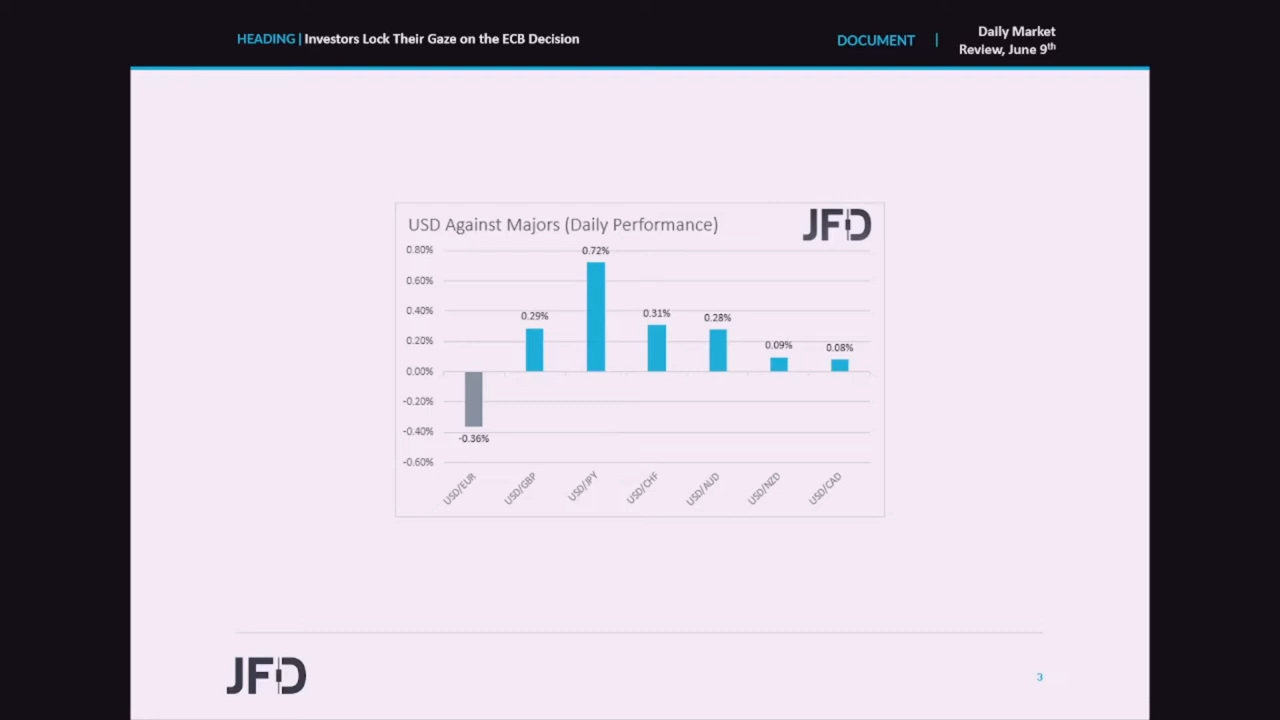 HEADING | Investors Lock Their Gaze on the ECB Decision
DOCUMENT |
Daily Market
Review, June 9th
USD Against Majors (Daily Performance)
JFD
0.80%
0.60%
0.40%
0.20%
0.00%
-0.20%
-0.40%
-0.60%
-0.36%
0.29%
0.72%
0.31%
0.28%
0.09%
0.08%
USD/EUR
USD/GBP
USD/JPY
USD/CHF
USD/AUD
USD/NZD
USD/CAD
JFD
3